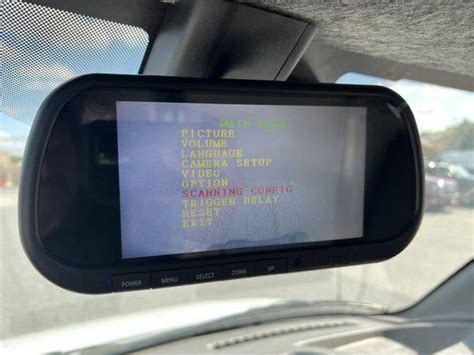 MAIN MENU
PICTURE
VOLUME
LANGUAGE
CAMERA SETUP
VIDEO
OPTION
SCANNING CONFIG
TRIGGER DELAY
RESET
EXIT
POWER MENU SELECT DOWN UP